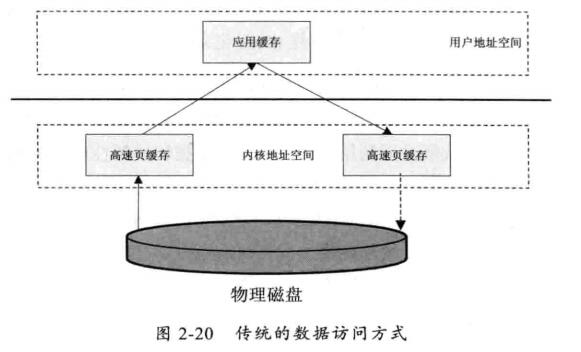 应用缓存
用户地址空间
高速页缓存
内核地址空间
高速页缓存
物理磁盘
图 2-20 传统的数据访问方式